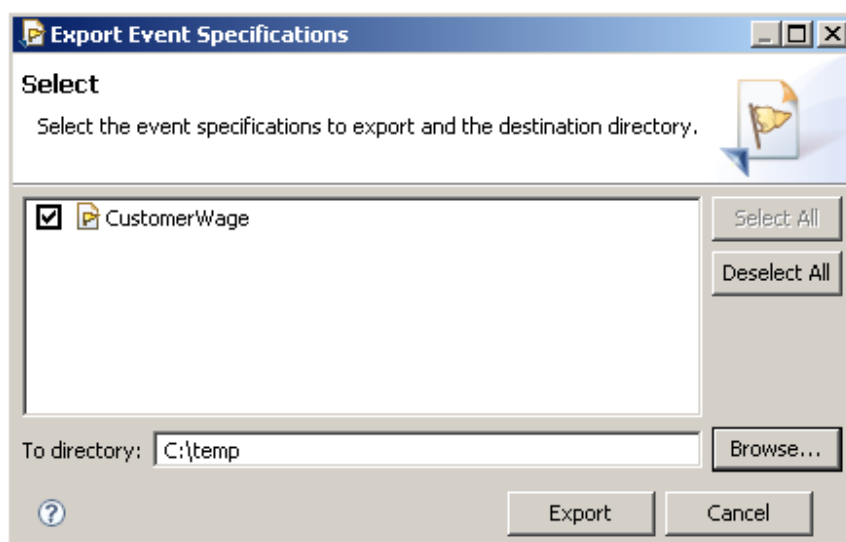 Export Event Specifications
Select
Select the event specifications to export and the destination directory.
CustomerWage
Select All
Deselect All
To directory: C:\temp
Browse...
Export
Cancel